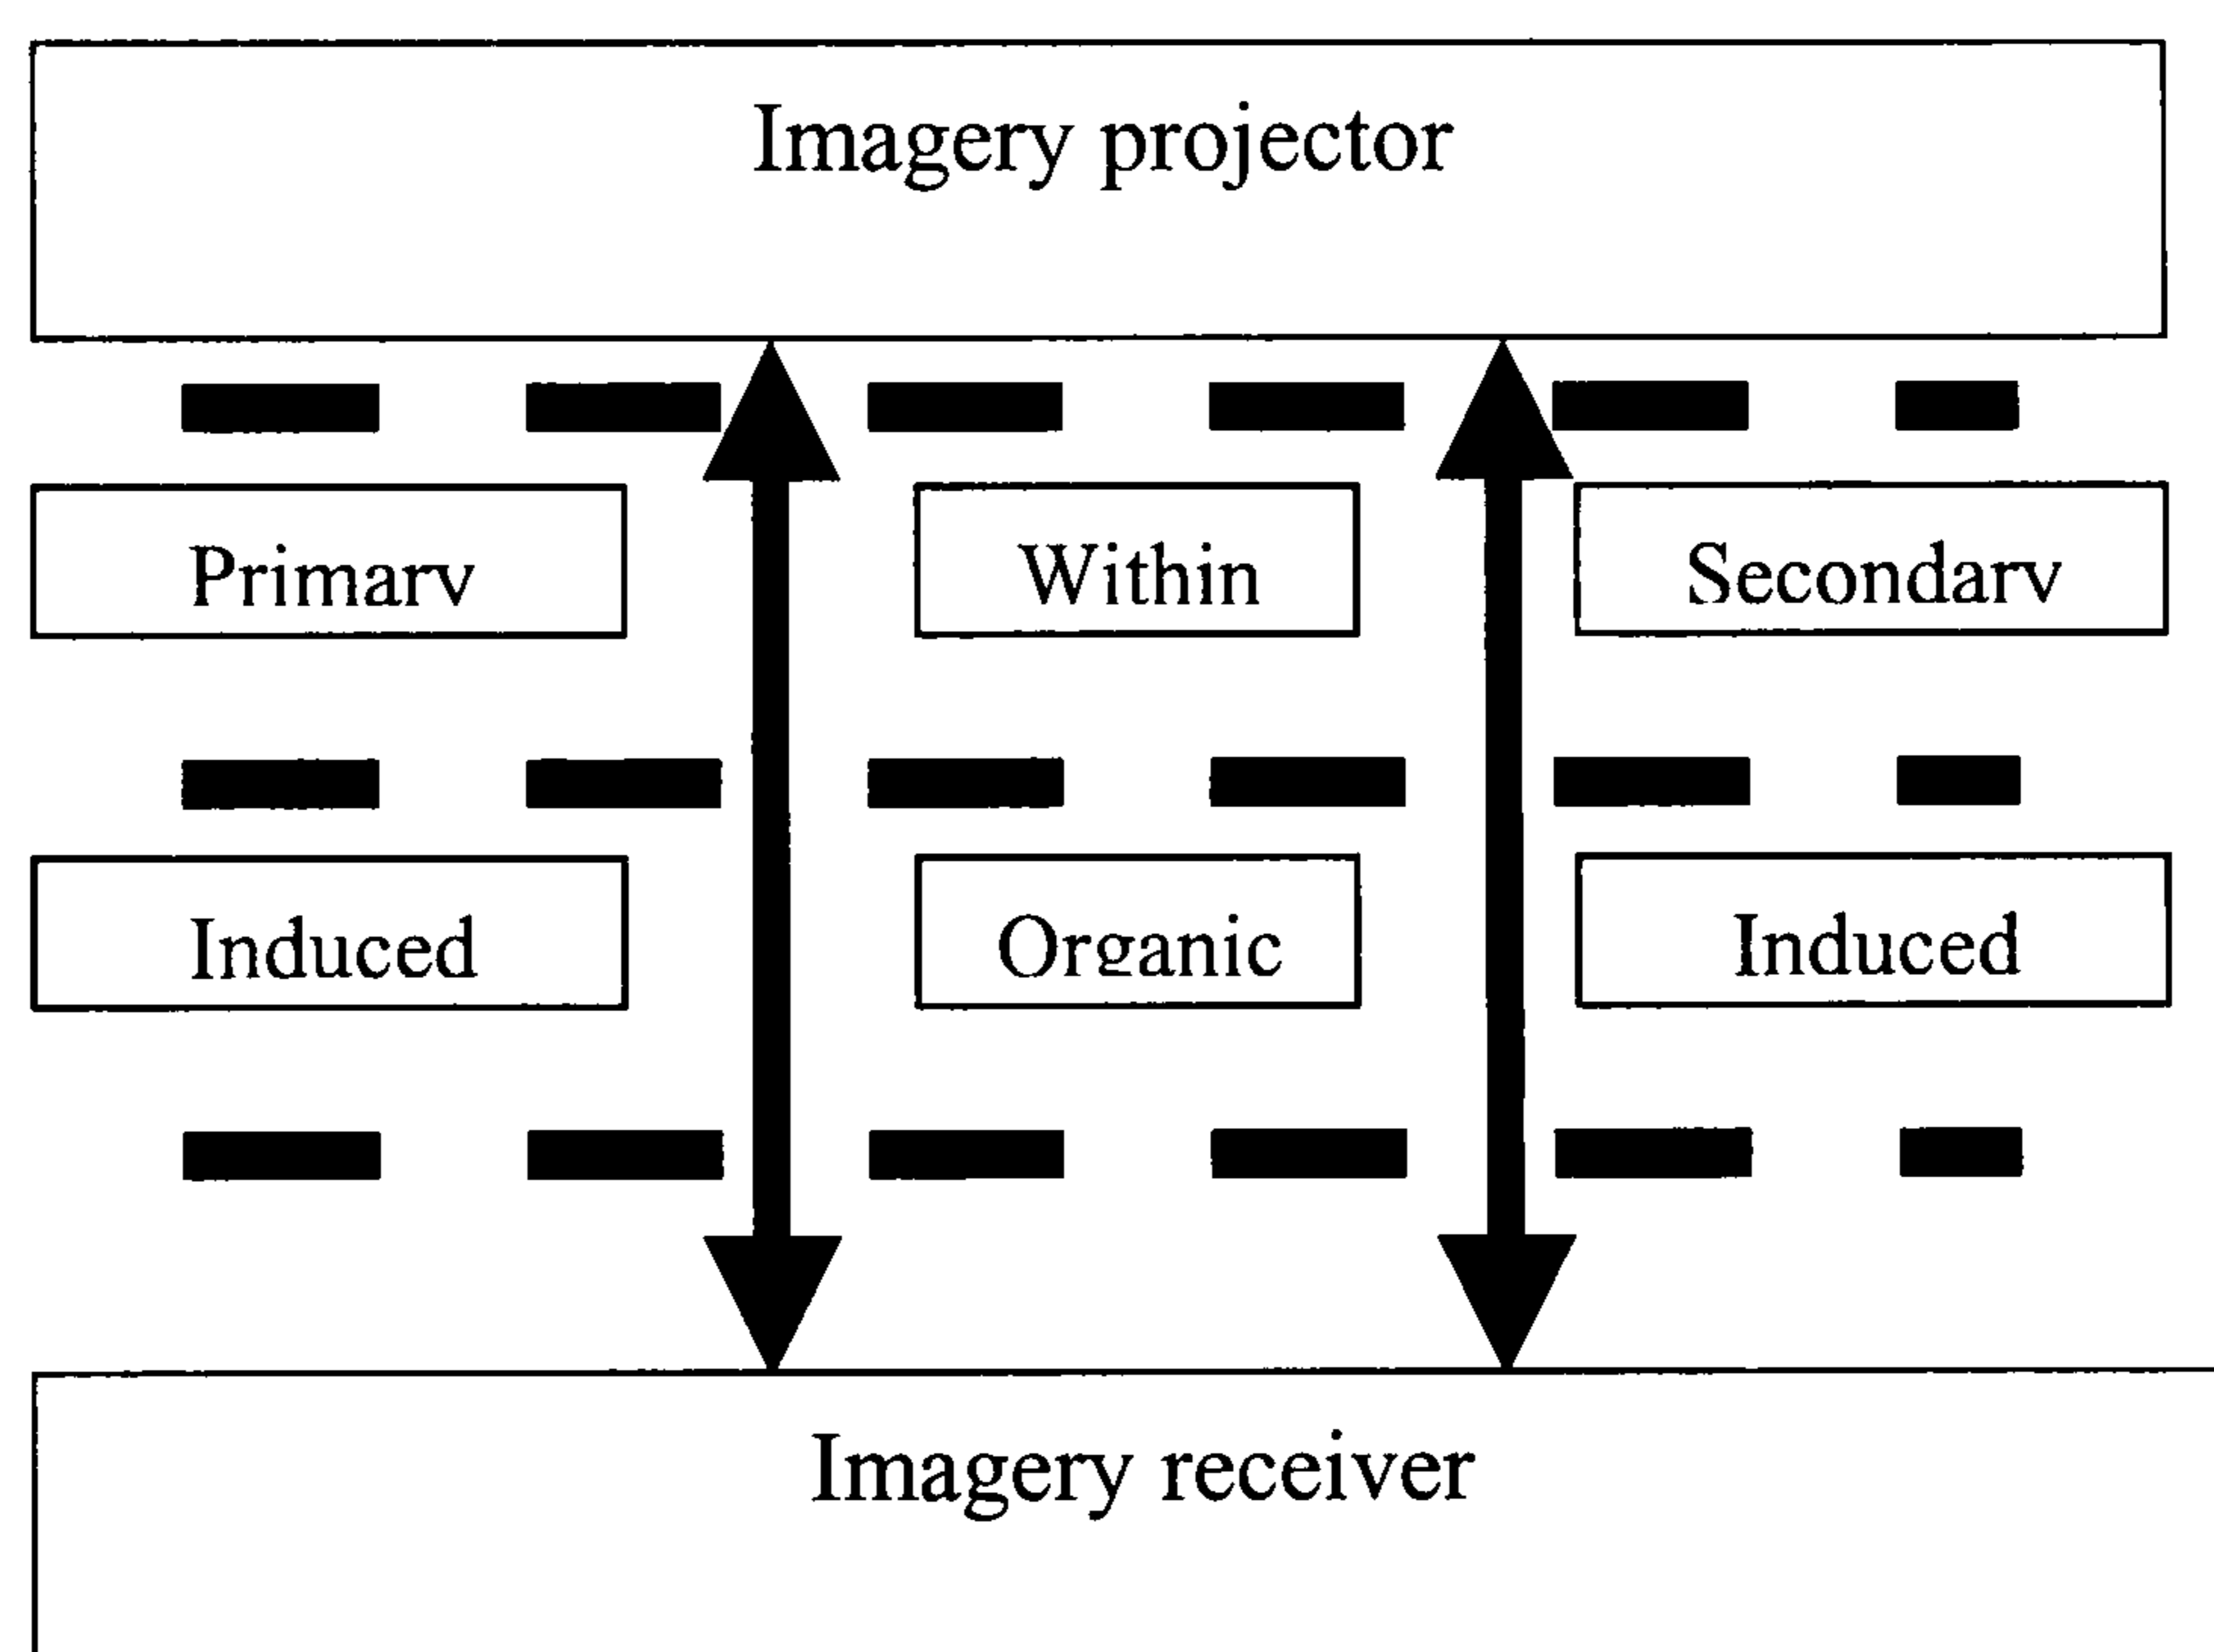 Imagery projector
Primary
Within
Secondary
Induced
Organic
Induced
Imagery receiver